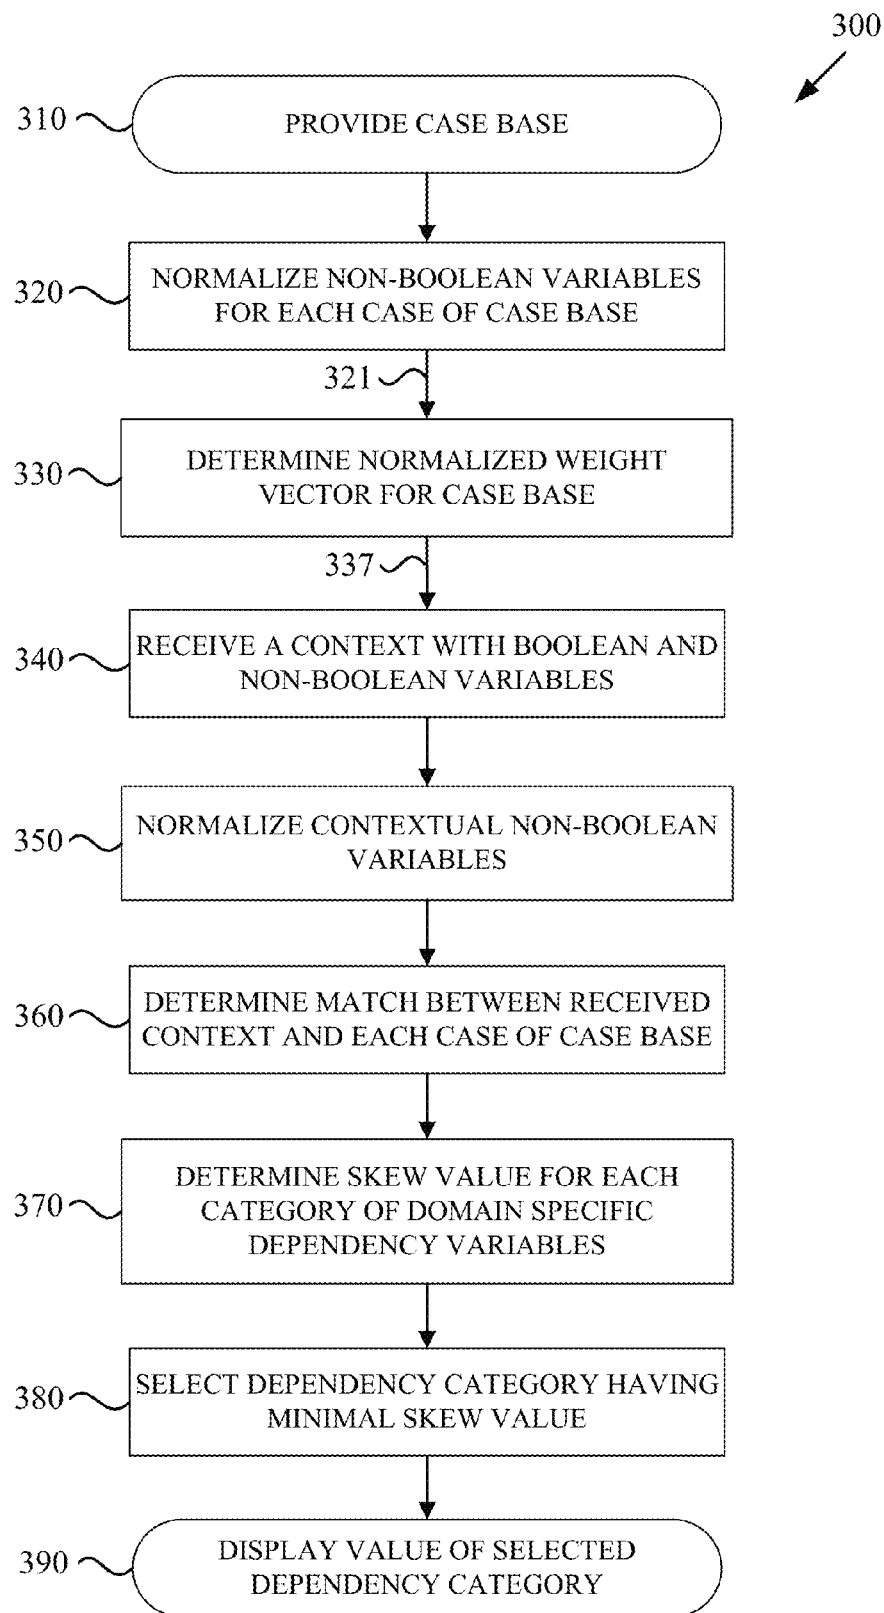 300
310
PROVIDE CASE BASE
320
NORMALIZE NON-BOOLEAN VARIABLES
FOR EACH CASE OF CASE BASE
321
330
DETERMINE NORMALIZED WEIGHT
VECTOR FOR CASE BASE
337
340
RECEIVE A CONTEXT WITH BOOLEAN AND
NON-BOOLEAN VARIABLES
350
NORMALIZE CONTEXTUAL NON-BOOLEAN
VARIABLES
360
DETERMINE MATCH BETWEEN RECEIVED
CONTEXT AND EACH CASE OF CASE BASE
370
DETERMINE SKEW VALUE FOR EACH
CATEGORY OF DOMAIN SPECIFIC
DEPENDENCY VARIABLES
380
SELECT DEPENDENCY CATEGORY HAVING
MINIMAL SKEW VALUE
390
DISPLAY VALUE OF SELECTED
DEPENDENCY CATEGORY